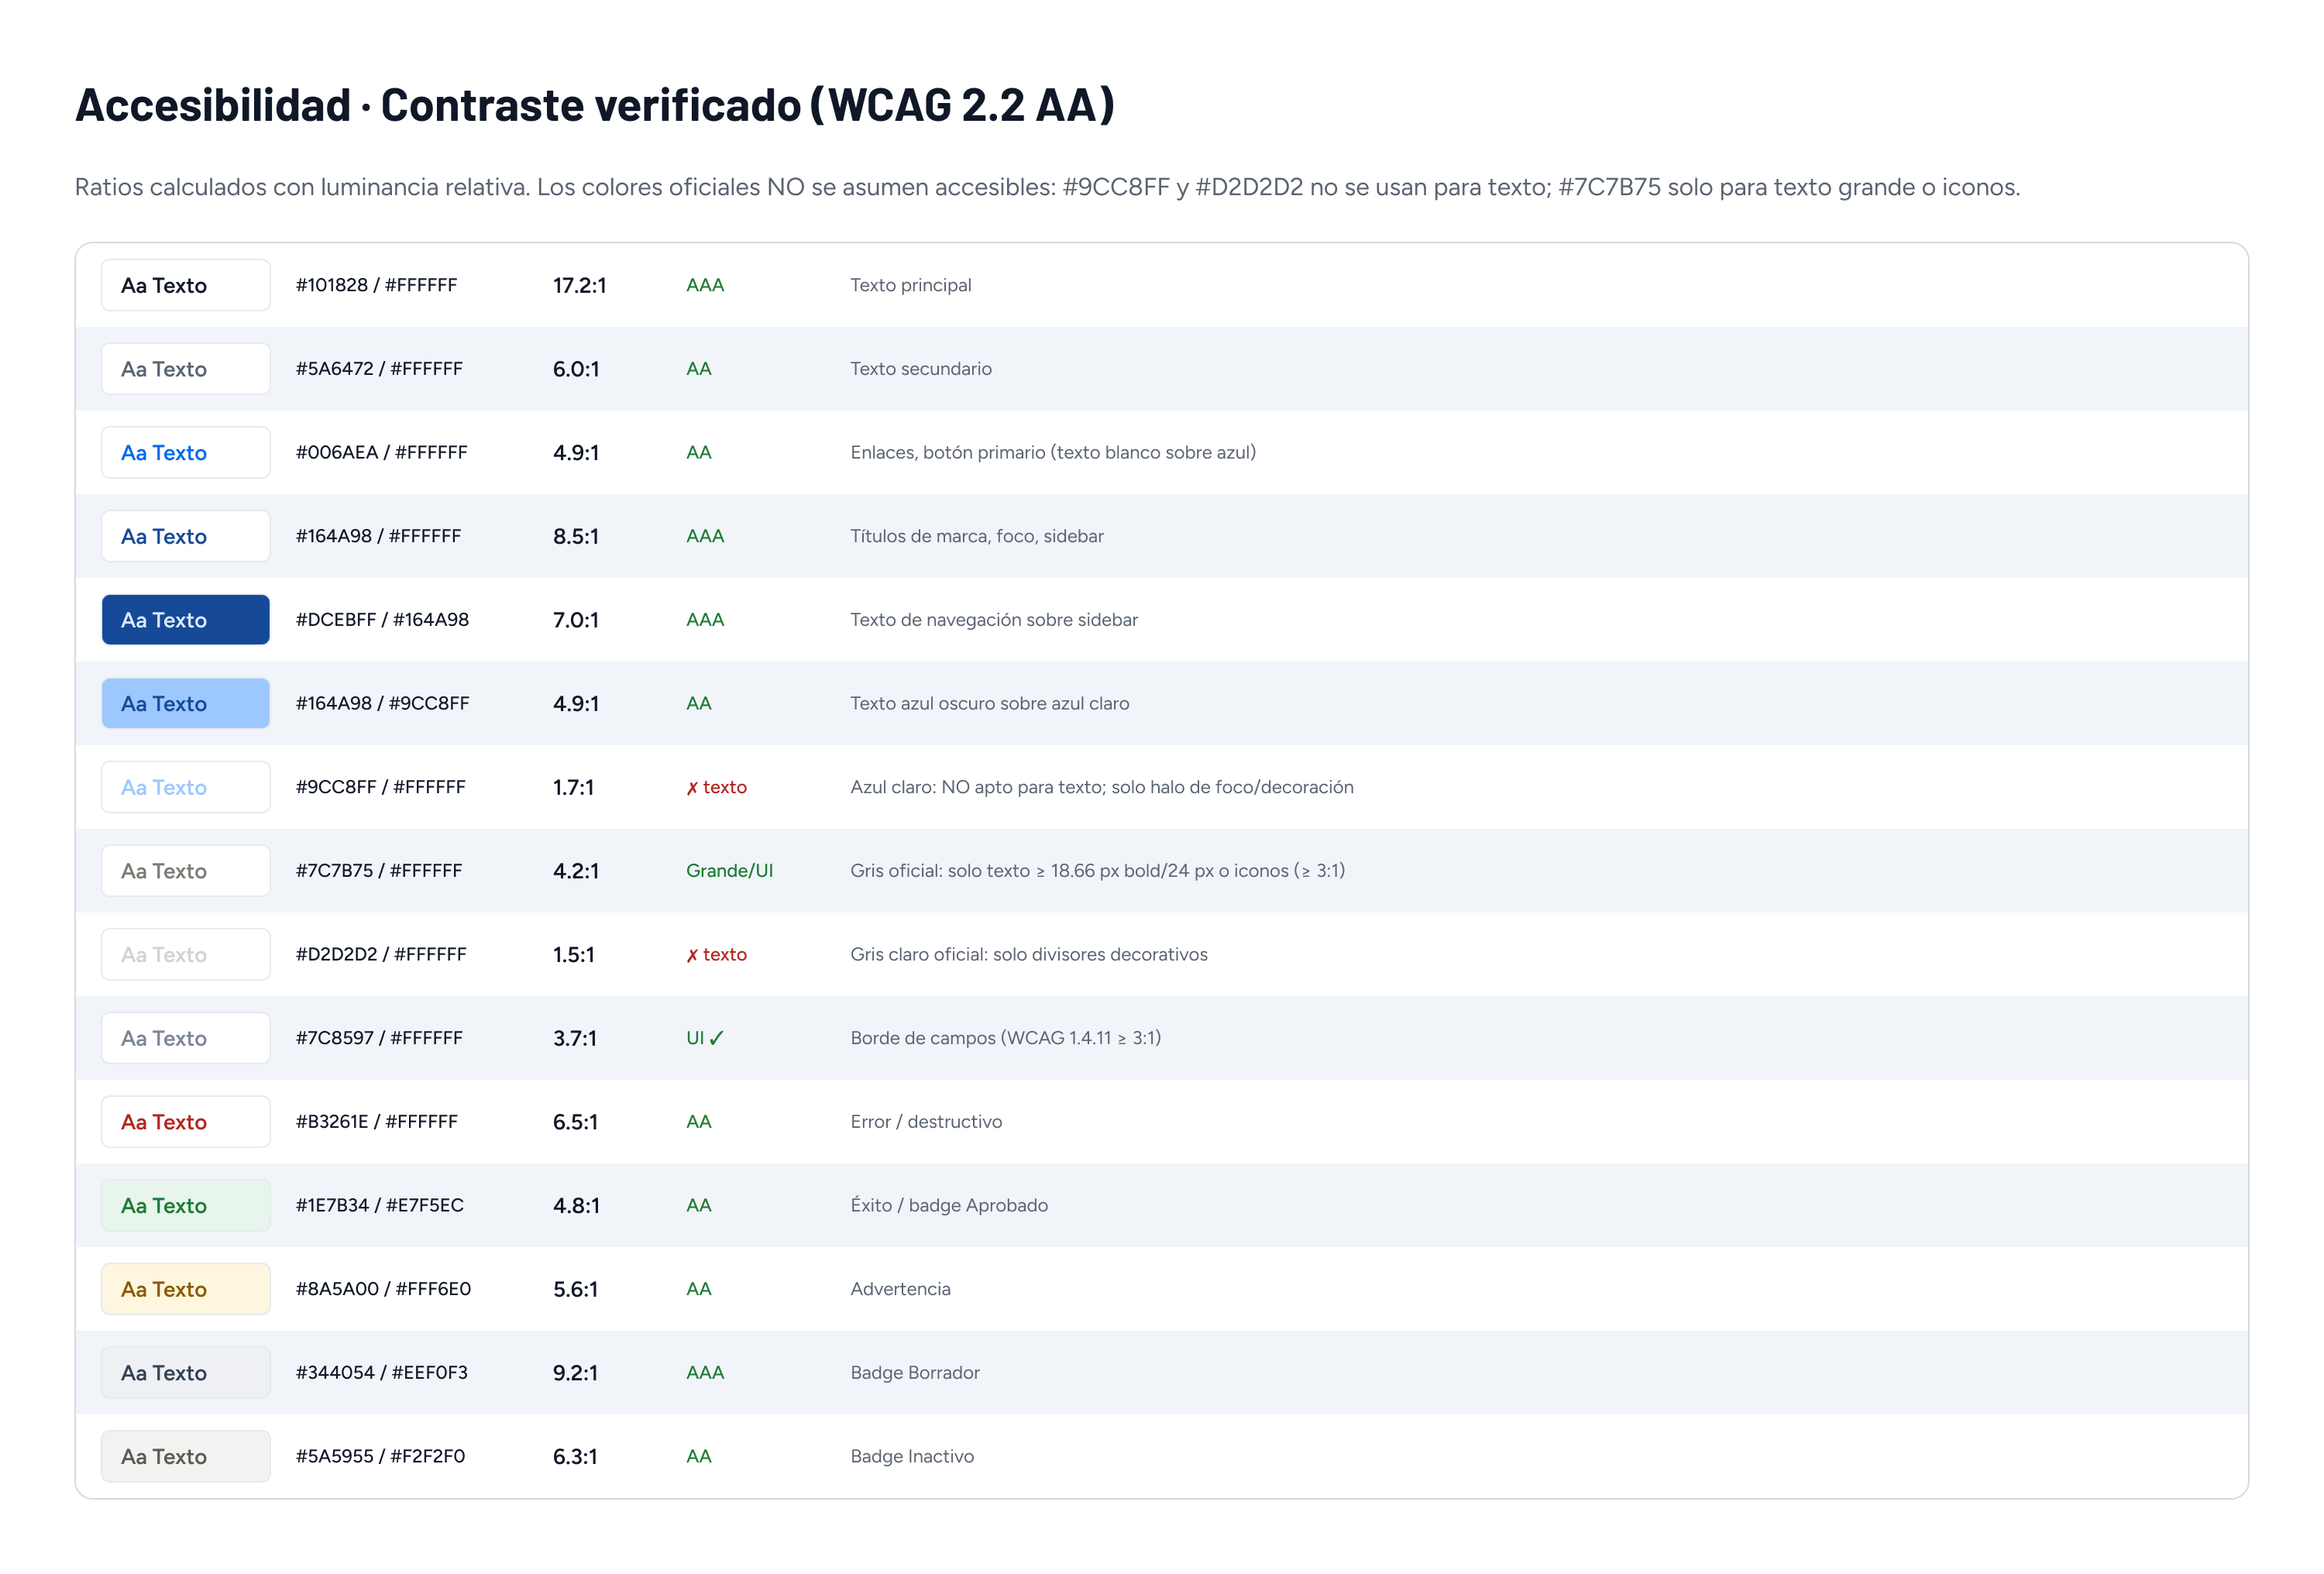 Accesibilidad · Contraste verificado (WCAG 2.2 AA)
Ratios calculados con luminancia relativa. Los colores oficiales NO se asumen accesibles: #9CC8FF y #D2D2D2 no se usan para texto; #7C7B75 solo para texto grande o iconos.
Aa Texto #101828 / #FFFFFF 17.2:1 AAA Texto principal
Aa Texto #5A6472 / #FFFFFF 6.0:1 AA Texto secundario
Aa Texto #006AEA / #FFFFFF 4.9:1 AA Enlaces, botón primario (texto blanco sobre azul)
Aa Texto #164A98 / #FFFFFF 8.5:1 AAA Títulos de marca, foco, sidebar
Aa Texto #DCEBFF / #164A98 7.0:1 AAA Texto de navegación sobre sidebar
Aa Texto #164A98 / #9CC8FF 4.9:1 AA Texto azul oscuro sobre azul claro
Aa Texto #9CC8FF / #FFFFFF 1.7:1 ✗ texto Azul claro: NO apto para texto; solo halo de foco/decoración
Aa Texto #7C7B75 / #FFFFFF 4.2:1 Grande/UI Gris oficial: solo texto ≥ 18.66 px bold/24 px o iconos (≥ 3:1)
Aa Texto #D2D2D2 / #FFFFFF 1.5:1 ✗ texto Gris claro oficial: solo divisores decorativos
Aa Texto #7C8597 / #FFFFFF 3.7:1 UI ✓ Borde de campos (WCAG 1.4.11 ≥ 3:1)
Aa Texto #B3261E / #FFFFFF 6.5:1 AA Error / destructivo
Aa Texto #1E7B34 / #E7F5EC 4.8:1 AA Éxito / badge Aprobado
Aa Texto #8A5A00 / #FFF6E0 5.6:1 AA Advertencia
Aa Texto #344054 / #EEF0F3 9.2:1 AAA Badge Borrador
Aa Texto #5A5955 / #F2F2F0 6.3:1 AA Badge Inactivo